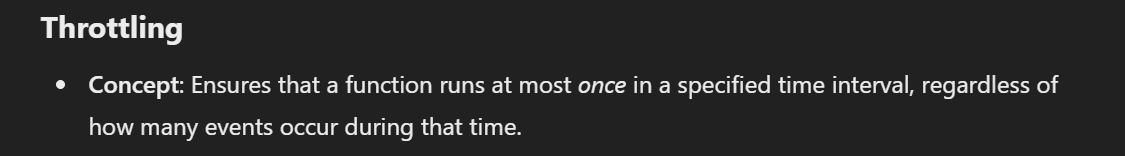 Throttling
• Concept: Ensures that a function runs at most once in a specified time interval, regardless of
how many events occur during that time.